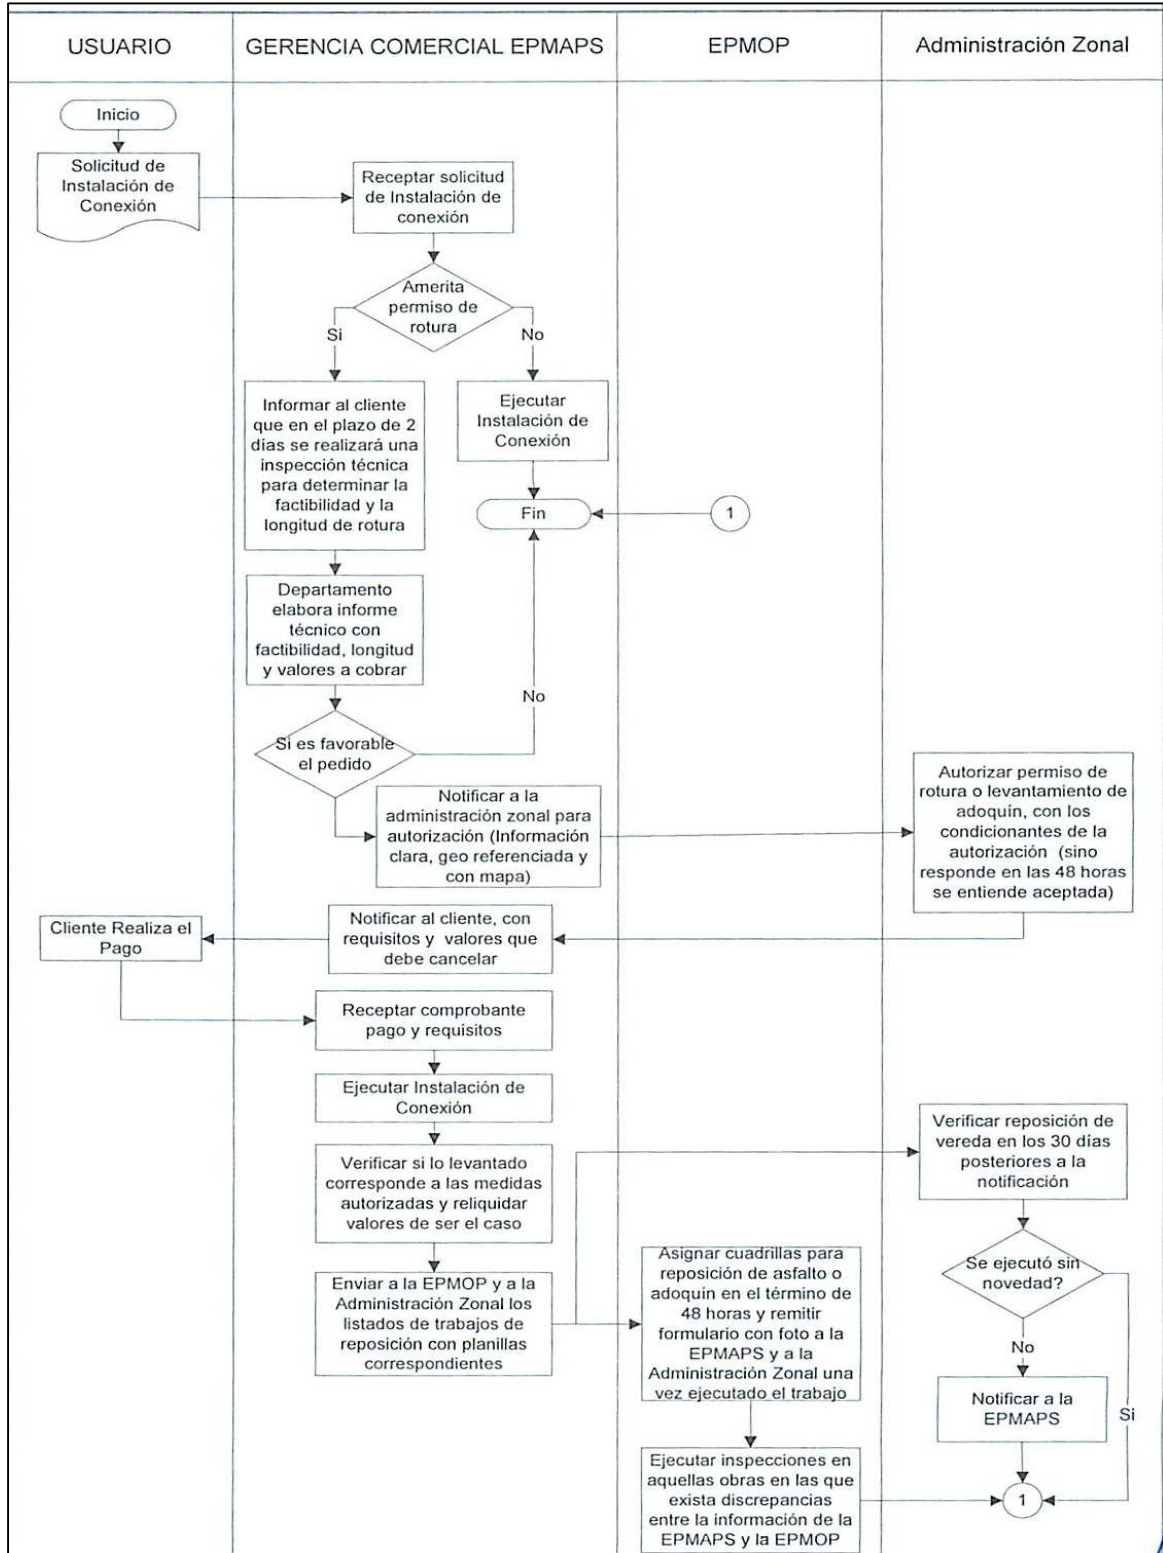 USUARIO
GERENCIA COMERCIAL EPMAPS
EPMOP
Administración Zonal
Inicio
Solicitud de
Instalación de
Conexión
Receptar solicitud
de Instalación de
conexión
Amerita
permiso de
rotura
Si
No
Informar al cliente
que en el plazo de 2
días se realizará una
inspección técnica
para determinar la
factibilidad y la
longitud de rotura
Ejecutar
Instalación de
Conexión
Fin
1
Departamento
elabora informe
técnico con
factibilidad, longitud
y valores a cobrar
No
Si es favorable
el pedido
Notificar a la
administración zonal para
autorización (Información
clara, geo referenciada y
con mapa)
Autorizar permiso de
rotura o levantamiento de
adoquín, con los
condicionantes de la
autorización (sino
responde en las 48 horas
se entiende aceptada)
Notificar al cliente, con
requisitos y valores que
debe cancelar
Cliente Realiza el
Pago
Receptar comprobante
pago y requisitos
Ejecutar Instalación de
Conexión
Verificar si lo levantado
corresponde a las medidas
autorizadas y reliquidar
valores de ser el caso
Enviar a la EPMOP y a la
Administración Zonal los
listados de trabajos de
reposición con planillas
correspondientes
Asignar cuadrillas para
reposición de asfalto o
adoquín en el término de
48 horas y remitir
formulario con foto a la
EPMAPS y a la
Administración Zonal una
vez ejecutado el trabajo
Ejecutar inspecciones en
aquellas obras en las que
exista discrepancias
entre la información de la
EPMAPS y la EPMOP
Verificar reposición de
vereda en los 30 días
posteriores a la
notificación
Se ejecutó sin
novedad?
No
Notificar a la
EPMAPS
Si
1